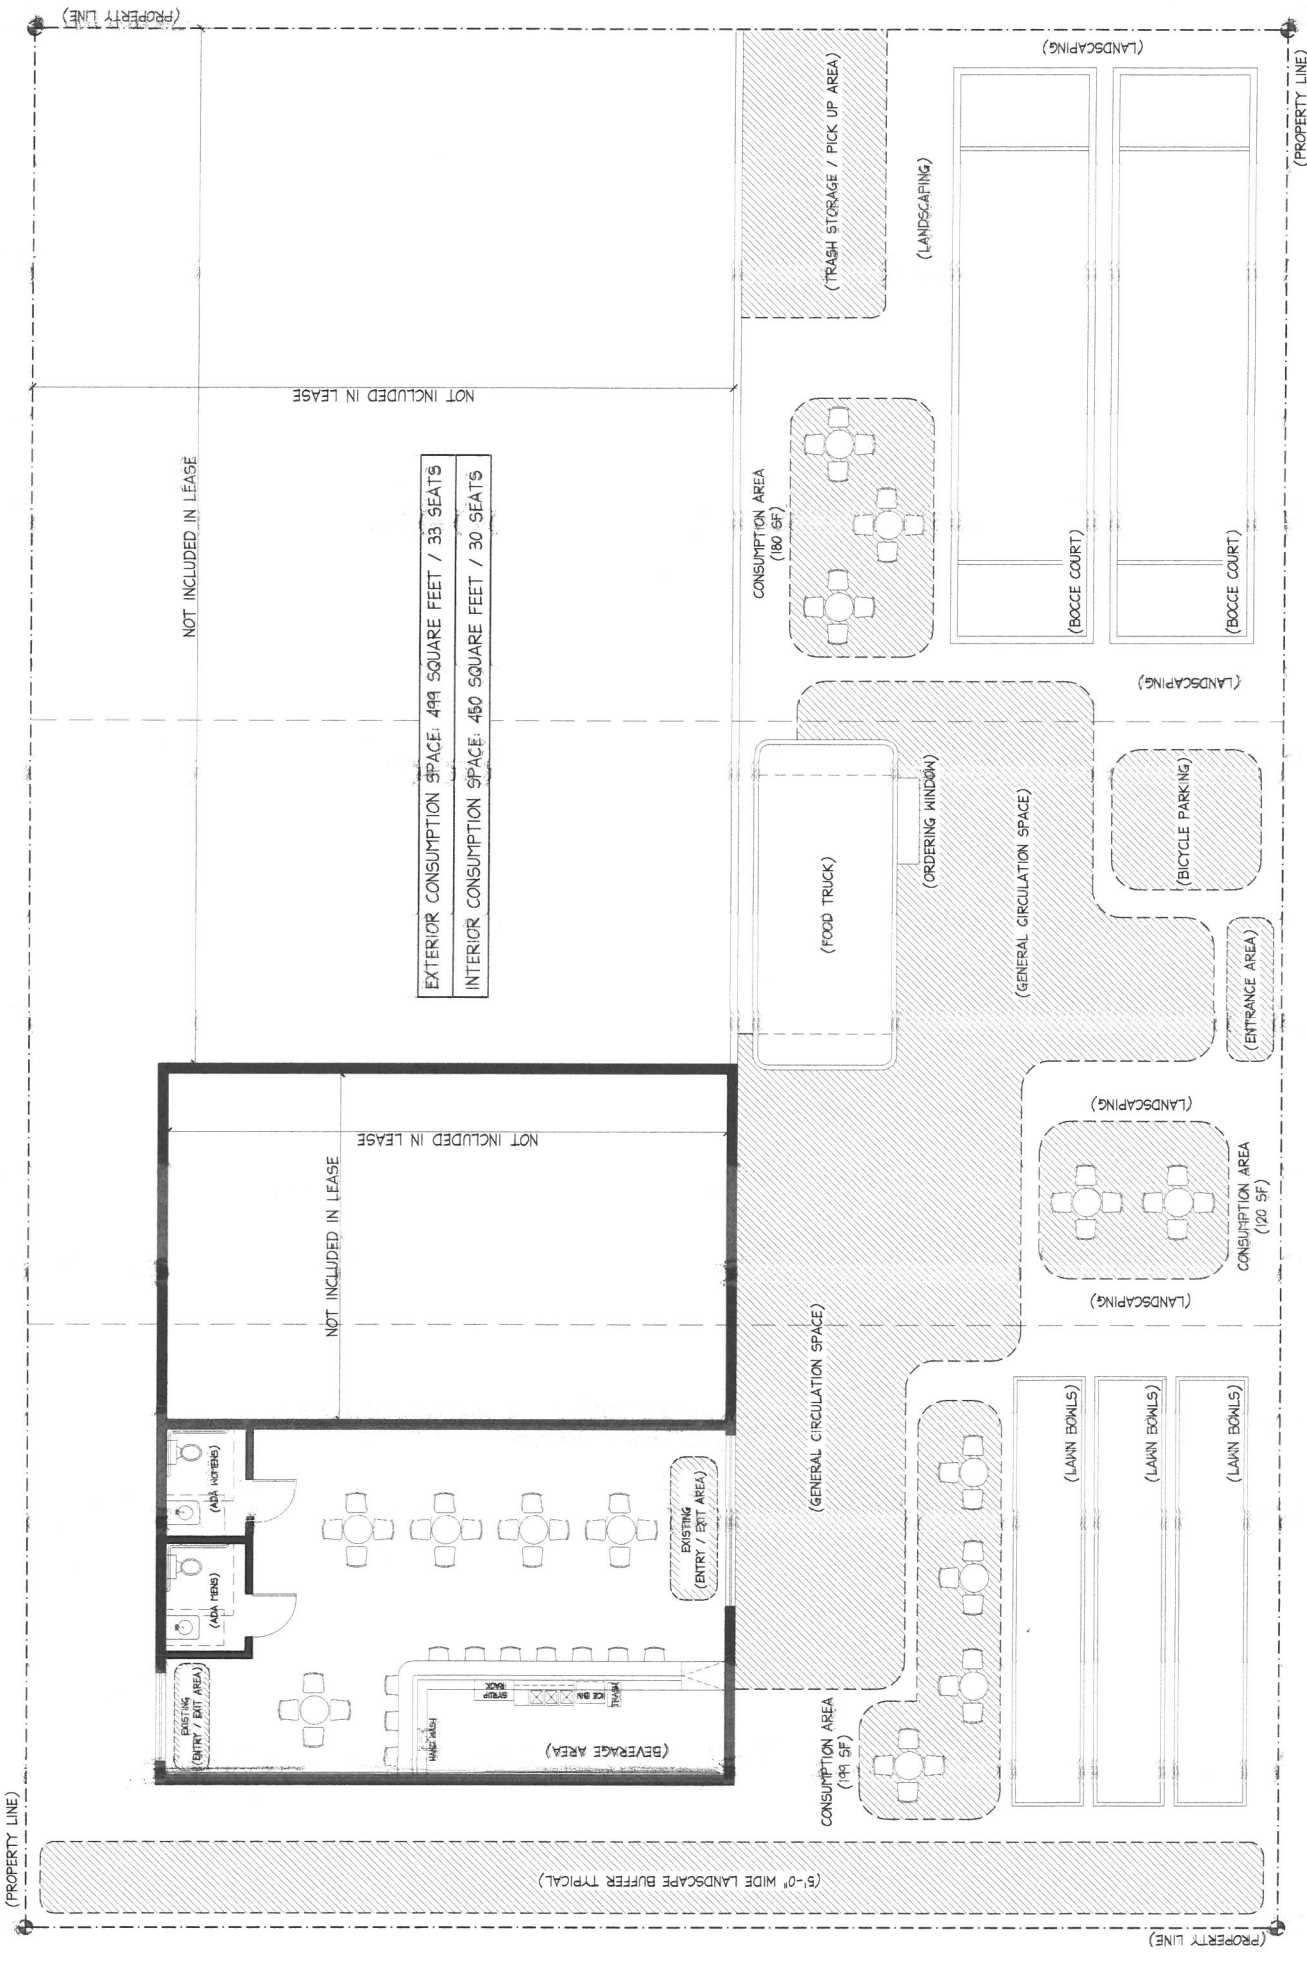 (PROPERTY LINE)
(PROPERTY LINE)
(LANDSCAPING)
(TRASH STORAGE / PICK UP AREA)
(LANDSCAPING)
NOT INCLUDED IN LEASE
NOT INCLUDED IN LEASE
EXTERIOR CONSUMPTION SPACE: 499 SQUARE FEET / 33 SEATS
INTERIOR CONSUMPTION SPACE: 450 SQUARE FEET / 30 SEATS
CONSUMPTION AREA
(180 SF)
(BOCCE COURT)
(BOCCE COURT)
(LANDSCAPING)
(FOOD TRUCK)
(ORDERING WINDOW)
(GENERAL CIRCULATION SPACE)
(BICYCLE PARKING)
(ENTRANCE AREA)
NOT INCLUDED IN LEASE
NOT INCLUDED IN LEASE
(LANDSCAPING)
CONSUMPTION AREA
(120 SF)
(LANDSCAPING)
(GENERAL CIRCULATION SPACE)
(LAWN BOWLS)
(LAWN BOWLS)
(LAWN BOWLS)
(ADA WOMENS)
(ADA MENS)
EXISTING
(ENTRY / EXIT AREA)
EXISTING
(ENTRY / EXIT AREA)
SYRUP
RACK
ICE BIN
TRASH
HAND WASH
(BEVERAGE AREA)
CONSUMPTION AREA
(199 SF)
(PROPERTY LINE)
(5'-0" WIDE LANDSCAPE BUFFER TYPICAL)
(PROPERTY LINE)